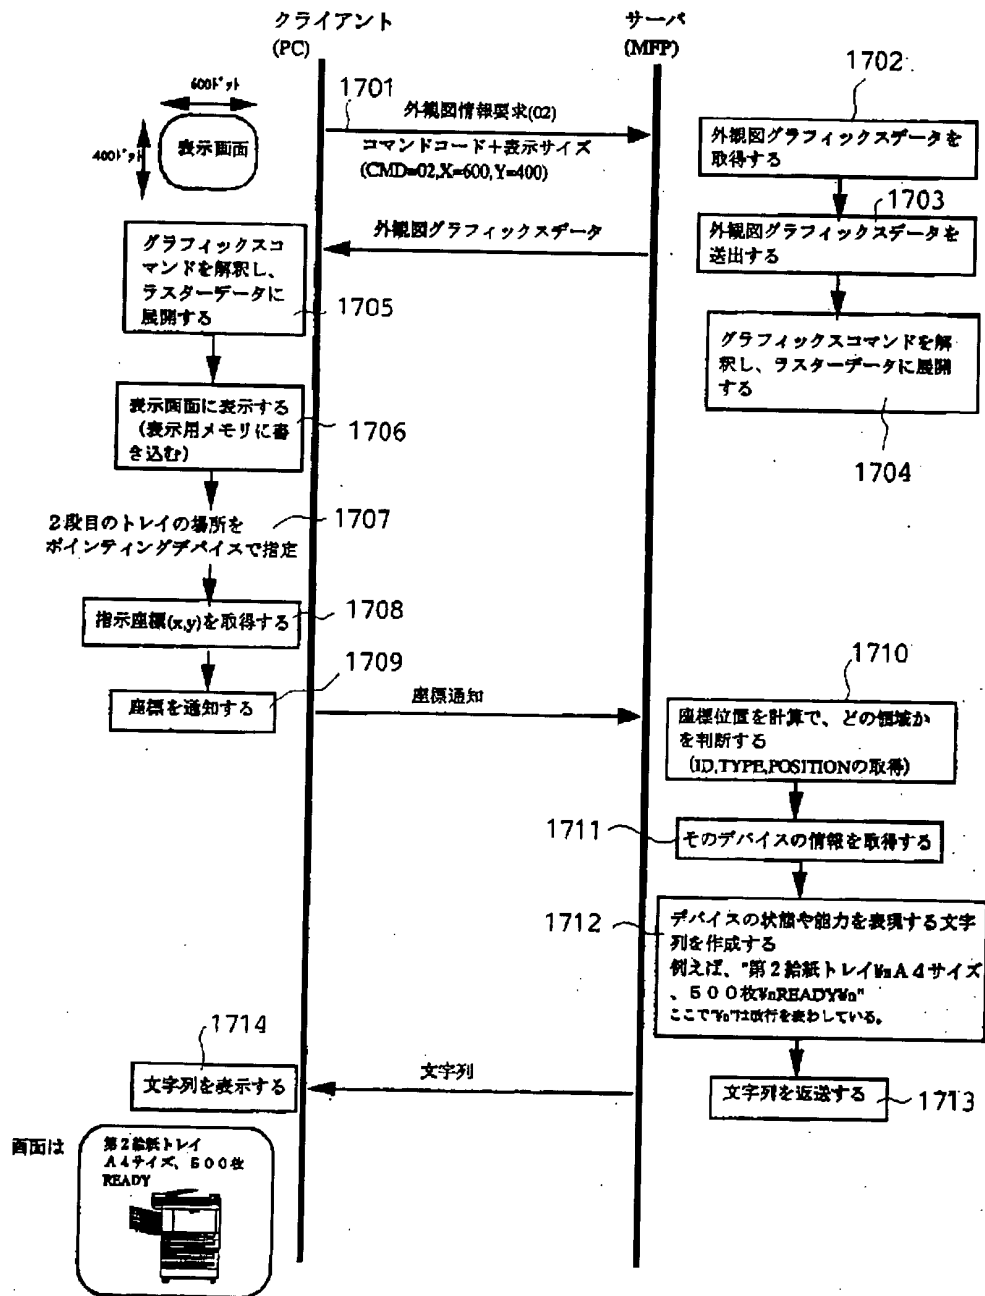 クライアント
(PC)
サーバ
(MFP)
600ドット
400ドット
表示画面
1701
外観図情報要求(02)
コマンドコード+表示サイズ
(CMD=02,X=600,Y=400)
1702
外観図グラフィックスデータを
取得する
1703
外観図グラフィックスデータを
送出する
外観図グラフィックスデータ
グラフィックスコ
マンドを解釈し、
ラスターデータに
展開する
1705
グラフィックスコマンドを解
釈し、ラスターデータに展開
する
1704
表示画面に表示する
(表示用メモリに書
き込む)
1706
2段目のトレイの場所を
ポインティングデバイスで指定
1707
指示座標(x,y)を取得する
1708
座標を通知する
1709
座標通知
1710
座標位置を計算で、どの領域か
を判断する
(ID,TYPE,POSITIONの取得)
1711
そのデバイスの情報を取得する
1712
デバイスの状態や能力を表現する文字
列を作成する
例えば、"第2給紙トレイ¥nA4サイズ
、500枚¥nREADY¥n"
ここで"¥n"は改行を表わしている。
1714
文字列を表示する
文字列
文字列を返送する
1713
画面は
第2給紙トレイ
A4サイズ、500枚
READY